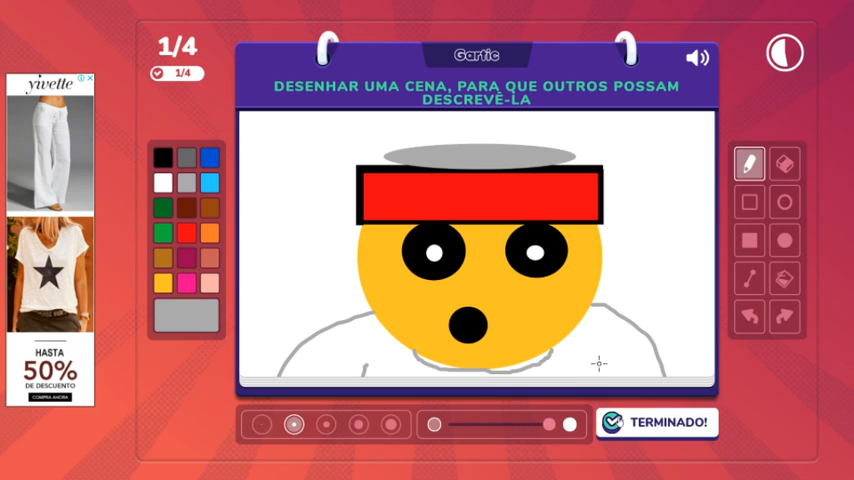 1/4
1/4
Gartic
DESENHAR UMA CENA, PARA QUE OUTROS POSSAM
DESCREVÊ-LA
yivette
HASTA
50%
DE DESCUENTO
COMPRA AHORA
TERMINADO!